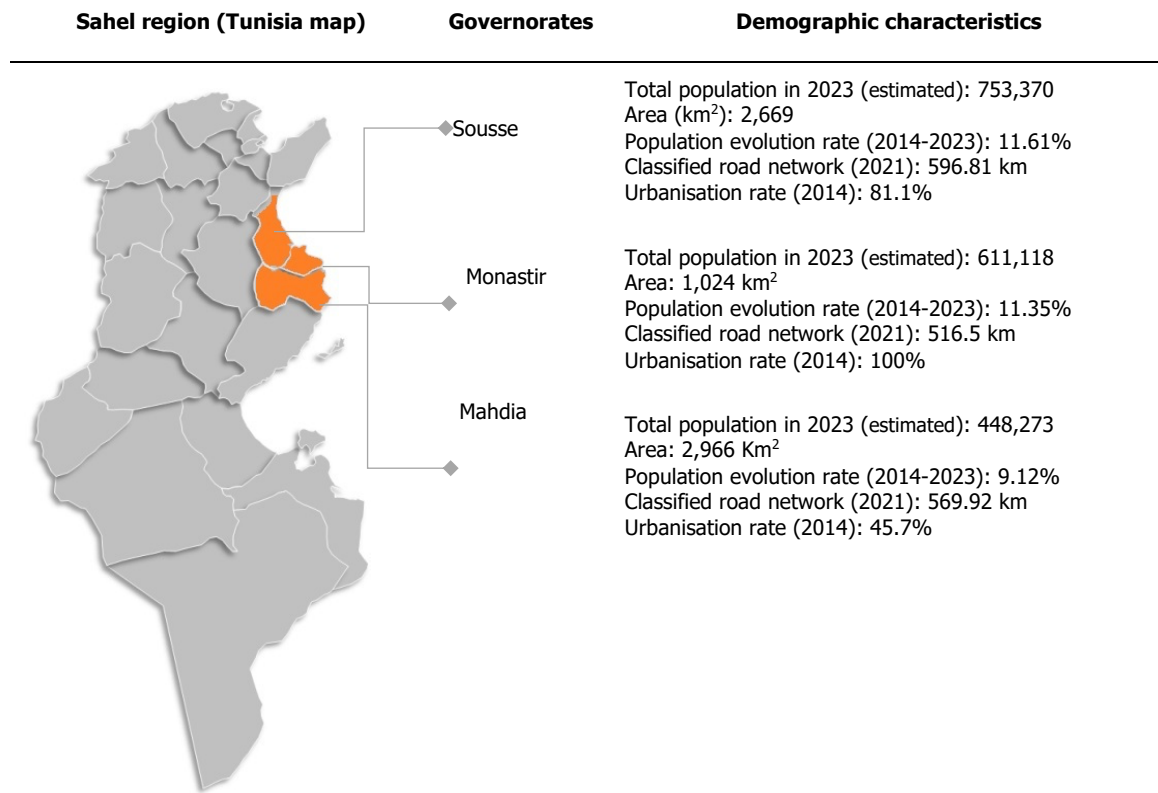 Sahel region (Tunisia map) Governorates Demographic characteristics
Sousse
Total population in 2023 (estimated): 753,370
Area (km²): 2,669
Population evolution rate (2014-2023): 11.61%
Classified road network (2021): 596.81 km
Urbanisation rate (2014): 81.1%
Monastir
Total population in 2023 (estimated): 611,118
Area: 1,024 km²
Population evolution rate (2014-2023): 11.35%
Classified road network (2021): 516.5 km
Urbanisation rate (2014): 100%
Mahdia
Total population in 2023 (estimated): 448,273
Area: 2,966 Km²
Population evolution rate (2014-2023): 9.12%
Classified road network (2021): 569.92 km
Urbanisation rate (2014): 45.7%